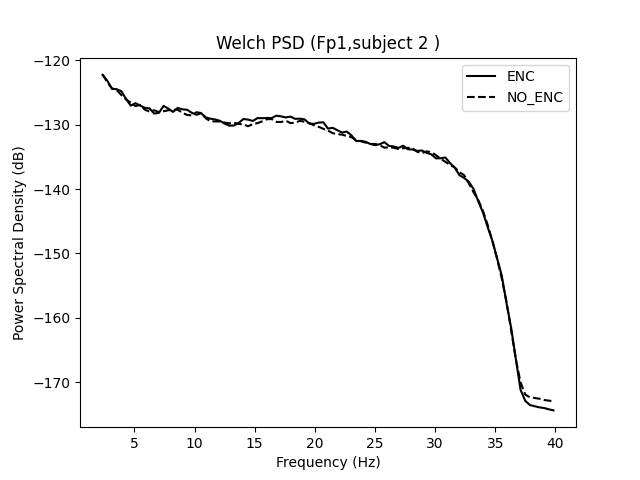 Welch PSD (Fp1,subject 2 )
ENC
NO_ENC
Power Spectral Density (dB)
−120
−130
−140
−150
−160
−170
5 10 15 20 25 30 35 40
Frequency (Hz)